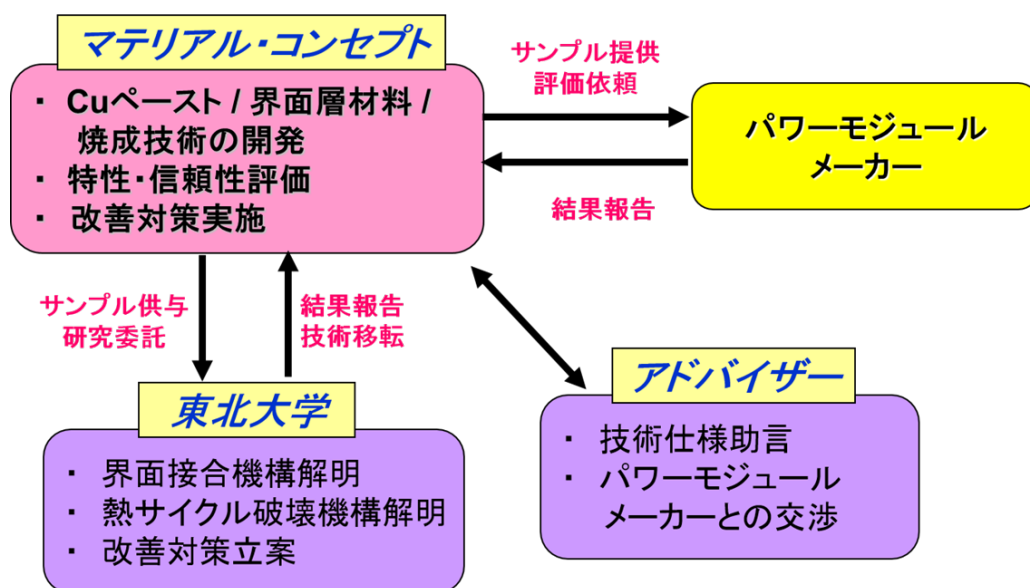 マテリアル・コンセプト
・ Cuペースト / 界面層材料 /
焼成技術の開発
・ 特性・信頼性評価
・ 改善対策実施
サンプル提供
評価依頼
結果報告
パワーモジュール
メーカー
サンプル供与
研究委託
結果報告
技術移転
東北大学
・ 界面接合機構解明
・ 熱サイクル破壊機構解明
・ 改善対策立案
アドバイザー
・ 技術仕様助言
・ パワーモジュール
メーカーとの交渉